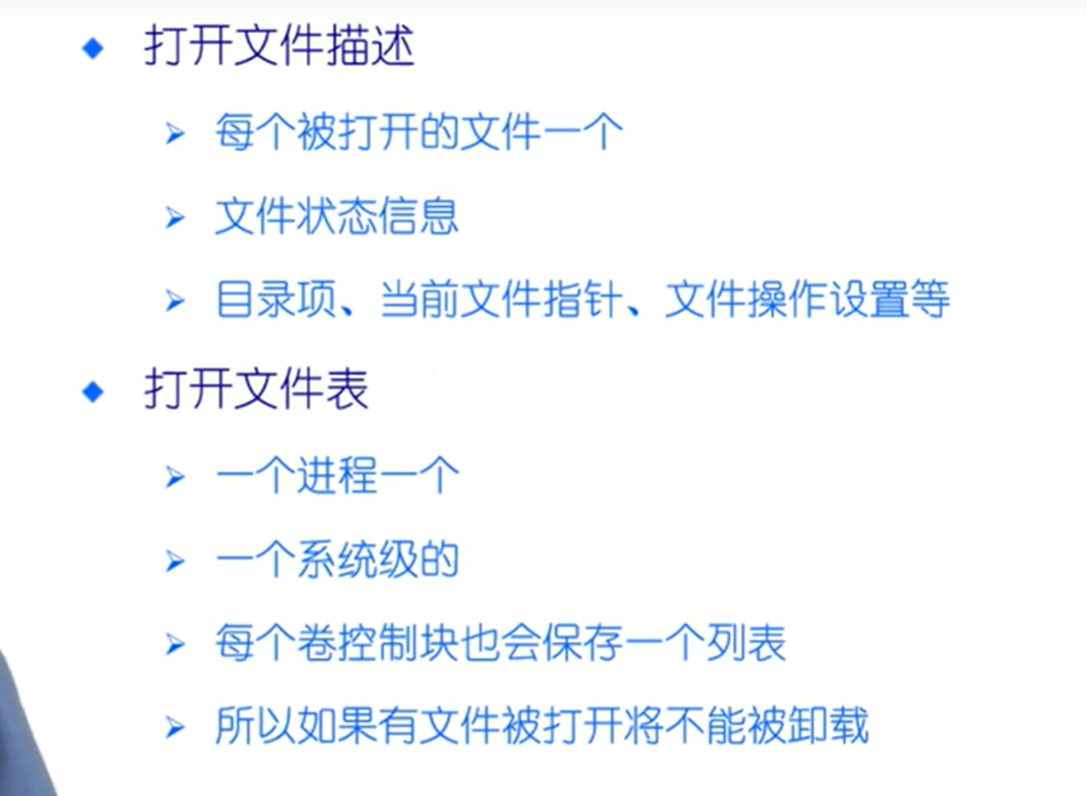 打开文件描述
每个被打开的文件一个
文件状态信息
目录项、当前文件指针、文件操作设置等
打开文件表
一个进程一个
一个系统级的
每个卷控制块也会保存一个列表
所以如果有文件被打开将不能被卸载